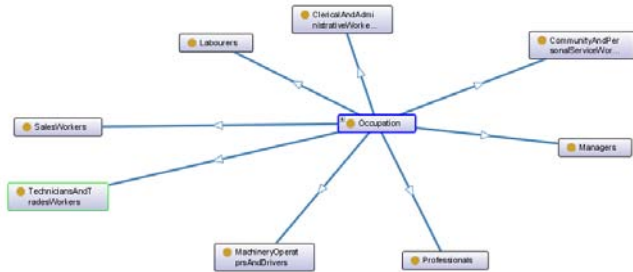 ClericalAndAdmi
nistrativeWorke...
Labourers
CommunityAndPer
sonalServiceWor...
Occupation
SalesWorkers
Managers
TechniciansAndT
radesWorkers
MachineryOperat
orsAndDrivers
Professionals